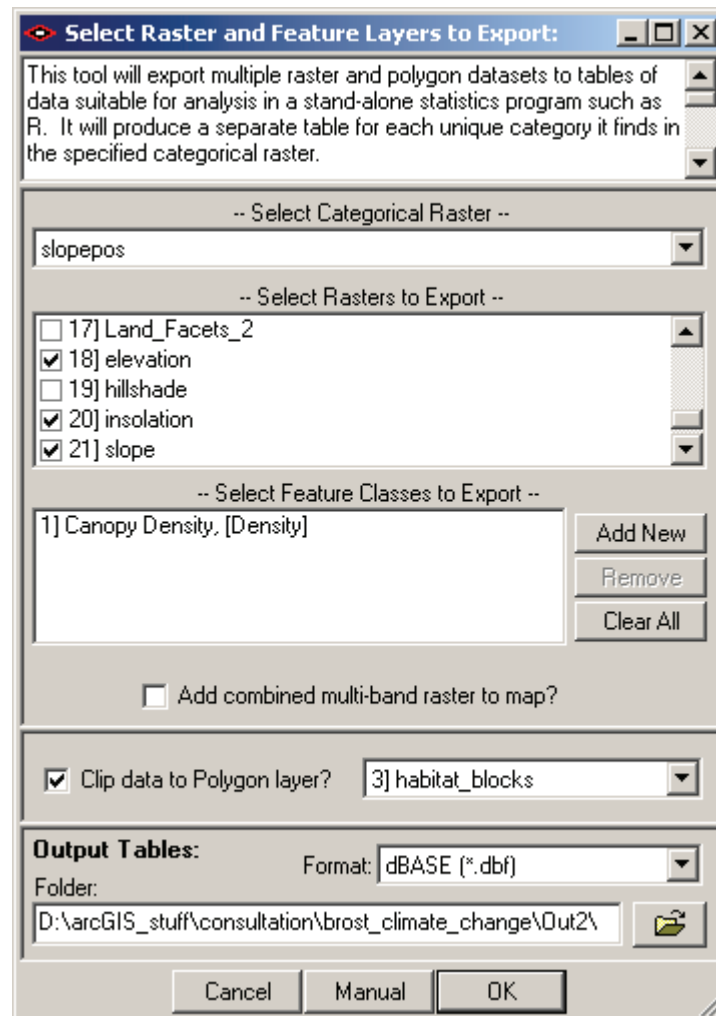 Select Raster and Feature Layers to Export:
This tool will export multiple raster and polygon datasets to tables of
data suitable for analysis in a stand-alone statistics program such as
R.  It will produce a separate table for each unique category it finds in
the specified categorical raster.
-- Select Categorical Raster --
slopepos
-- Select Rasters to Export --
17] Land_Facets_2
18] elevation
19] hillshade
20] insolation
21] slope
-- Select Feature Classes to Export --
1] Canopy Density, [Density]
Add New
Remove
Clear All
Add combined multi-band raster to map?
Clip data to Polygon layer?
3] habitat_blocks
Output Tables:
Format: dBASE (*.dbf)
Folder:
D:\arcGIS_stuff\consultation\brost_climate_change\Out2\
Cancel
Manual
OK